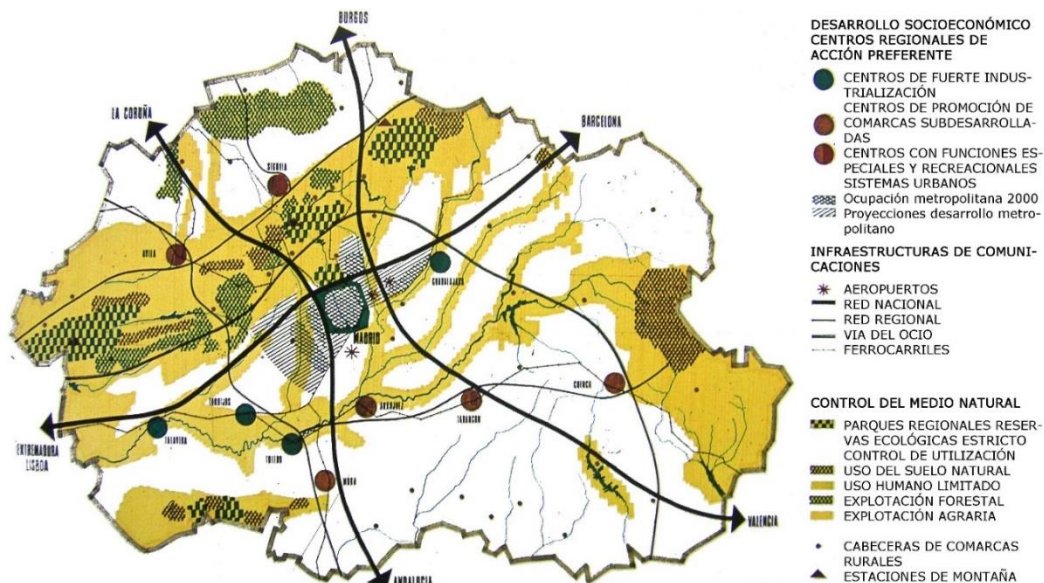 BURGOS
LA CORUÑA
BARCELONA
SEGOVIA
AVILA
GUADALAJARA
MADRID
TORRIJOS
TALAVERA
TOLEDO
ARANJUEZ
TARANCON
CUENCA
MORA
EXTREMADURA
LISBOA
VALENCIA
ANDALUCIA
DESARROLLO SOCIOECONÓMICO
CENTROS REGIONALES DE
ACCIÓN PREFERENTE
CENTROS DE FUERTE INDUS-
TRIALIZACIÓN
CENTROS DE PROMOCIÓN DE
COMARCAS SUBDESARROLLA-
DAS
CENTROS CON FUNCIONES ES-
PECIALES Y RECREACIONALES
SISTEMAS URBANOS
Ocupación metropolitana 2000
Proyecciones desarrollo metro-
politano
INFRAESTRUCTURAS DE COMUNI-
CACIONES
AEROPUERTOS
RED NACIONAL
RED REGIONAL
VIA DEL OCIO
FERROCARRILES
CONTROL DEL MEDIO NATURAL
PARQUES REGIONALES RESER-
VAS ECOLÓGICAS ESTRICTO
CONTROL DE UTILIZACIÓN
USO DEL SUELO NATURAL
USO HUMANO LIMITADO
EXPLOTACIÓN FORESTAL
EXPLOTACIÓN AGRARIA
CABECERAS DE COMARCAS
RURALES
ESTACIONES DE MONTAÑA